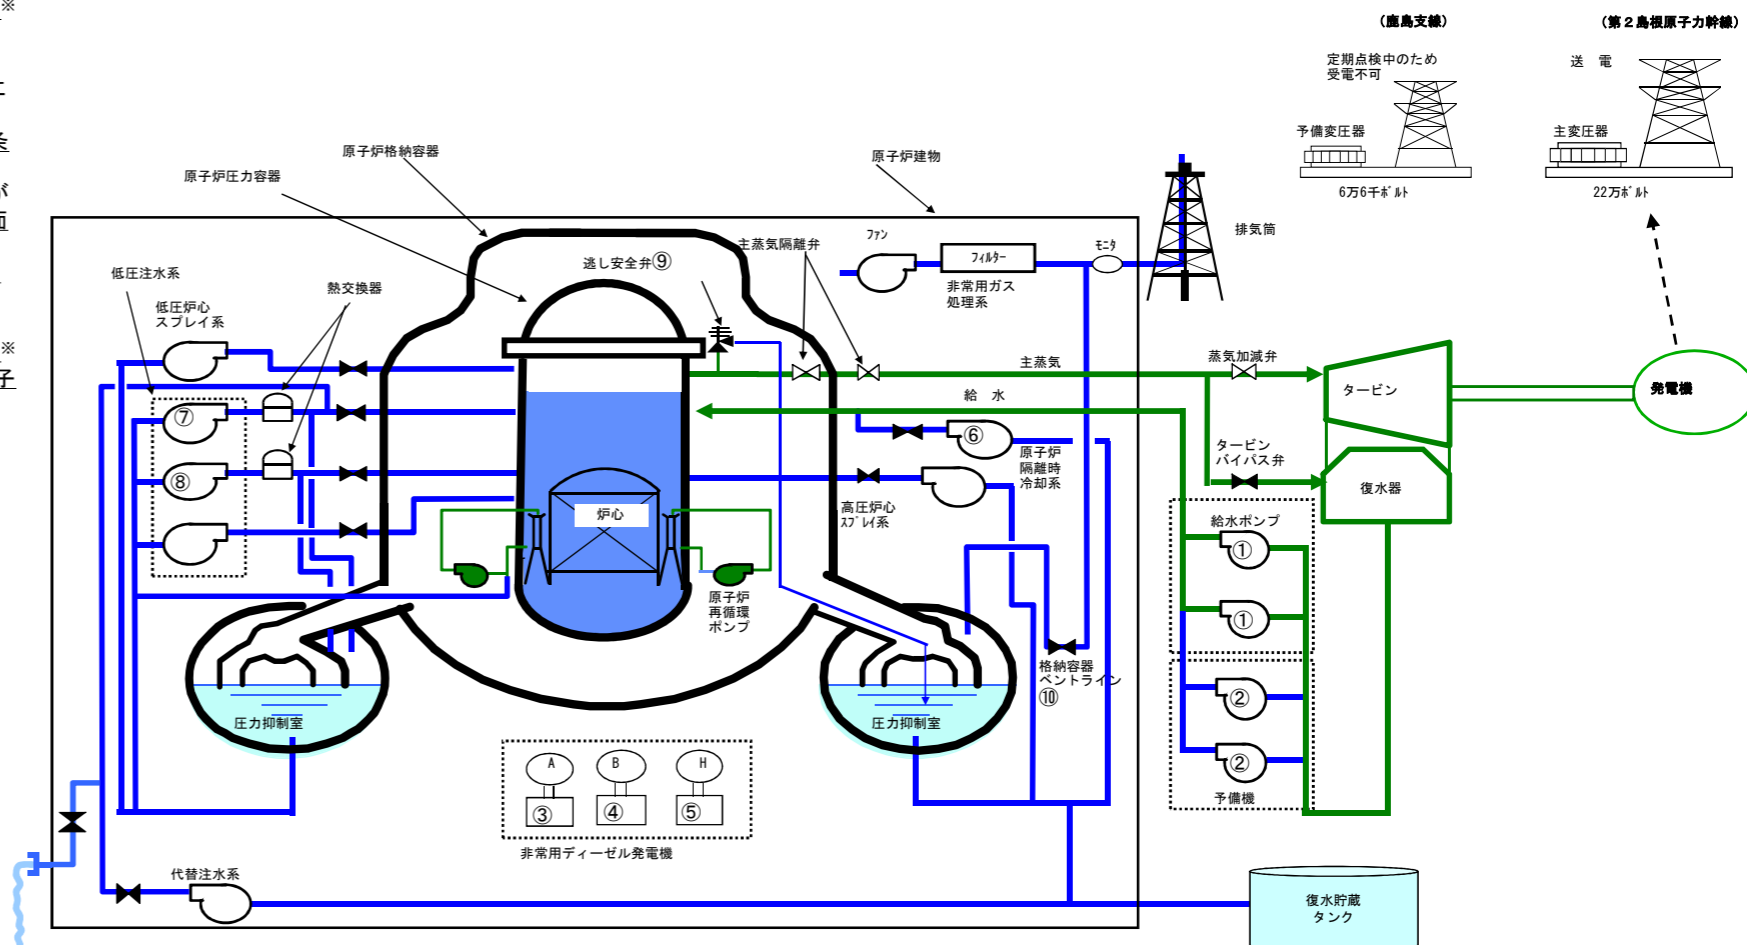 ※
(鹿島支線)
(第２島根原子力幹線)
定期点検中のため
受電不可
送　電
予備変圧器
主変圧器
6万6千ﾎﾞﾙﾄ
22万ﾎﾞﾙﾄ
原子炉格納容器
原子炉圧力容器
原子炉建物
ﾌｧﾝ
ﾌｨﾙﾀｰ
ﾓﾆﾀ
排気筒
非常用ガス
処理系
主蒸気隔離弁
逃し安全弁⑨
低圧注水系
熱交換器
低圧炉心
スプレイ系
主蒸気
蒸気加減弁
タービン
発電機
給　水
⑦
⑥
原子炉
隔離時
冷却系
タービン
バイパス弁
復水器
⑧
高圧炉心
ｽﾌﾟﾚｲ系
炉心
給水ポンプ
①
①
原子炉
再循環
ポンプ
格納容器
ベントライン
⑩
②
②
予備機
圧力抑制室
圧力抑制室
A
B
H
③
④
⑤
非常用ディーゼル発電機
代替注水系
復水貯蔵
タンク
※
子